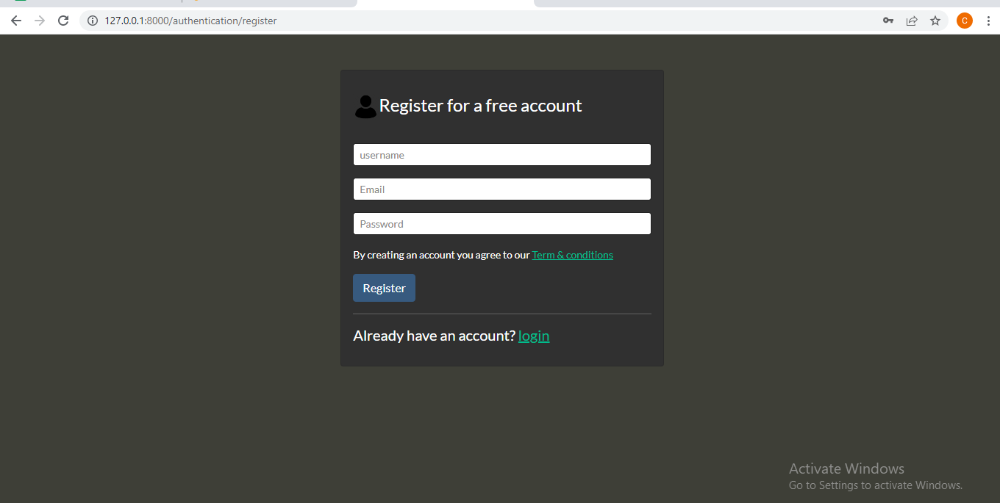 127.0.0.1:8000/authentication/register
C
Register for a free account
username
Email
Password
By creating an account you agree to our Term & conditions
Register
Already have an account? login
Activate Windows
Go to Settings to activate Windows.